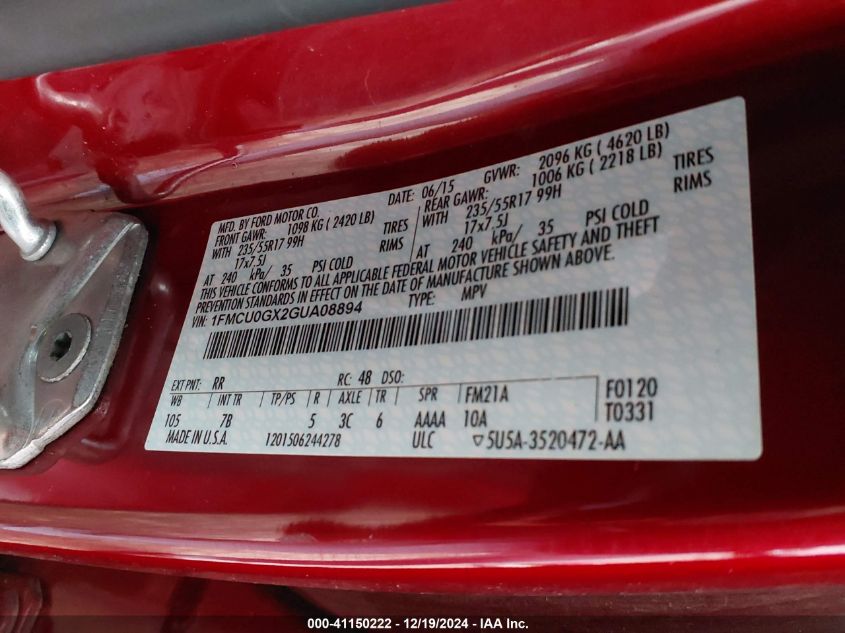 MFD. BY FORD MOTOR CO. DATE: 06/15 GVWR: 2096 KG ( 4620 LB)
FRONT GAWR: 1098 KG ( 2420 LB) REAR GAWR: 1006 KG ( 2218 LB)
WITH 235/55R17 99H TIRES WITH 235/55R17 99H TIRES
17x7.5J RIMS 17x7.5J RIMS
AT 240 kPa/ 35 PSI COLD AT 240 kPa/ 35 PSI COLD
THIS VEHICLE CONFORMS TO ALL APPLICABLE FEDERAL MOTOR VEHICLE SAFETY AND THEFT
PREVENTION STANDARDS IN EFFECT ON THE DATE OF MANUFACTURE SHOWN ABOVE.
VIN: 1FMCU0GX2GUA08894 TYPE: MPV
EXT PNT: RR RC: 48 DSO:
WB INT TR TP/PS R AXLE TR SPR FM21A F0120
105 7B 5 3C 6 AAAA 10A T0331
MADE IN U.S.A. 1201506244278 ULC ▽5U5A-3520472-AA
000-41150222 - 12/19/2024 - IAA Inc.